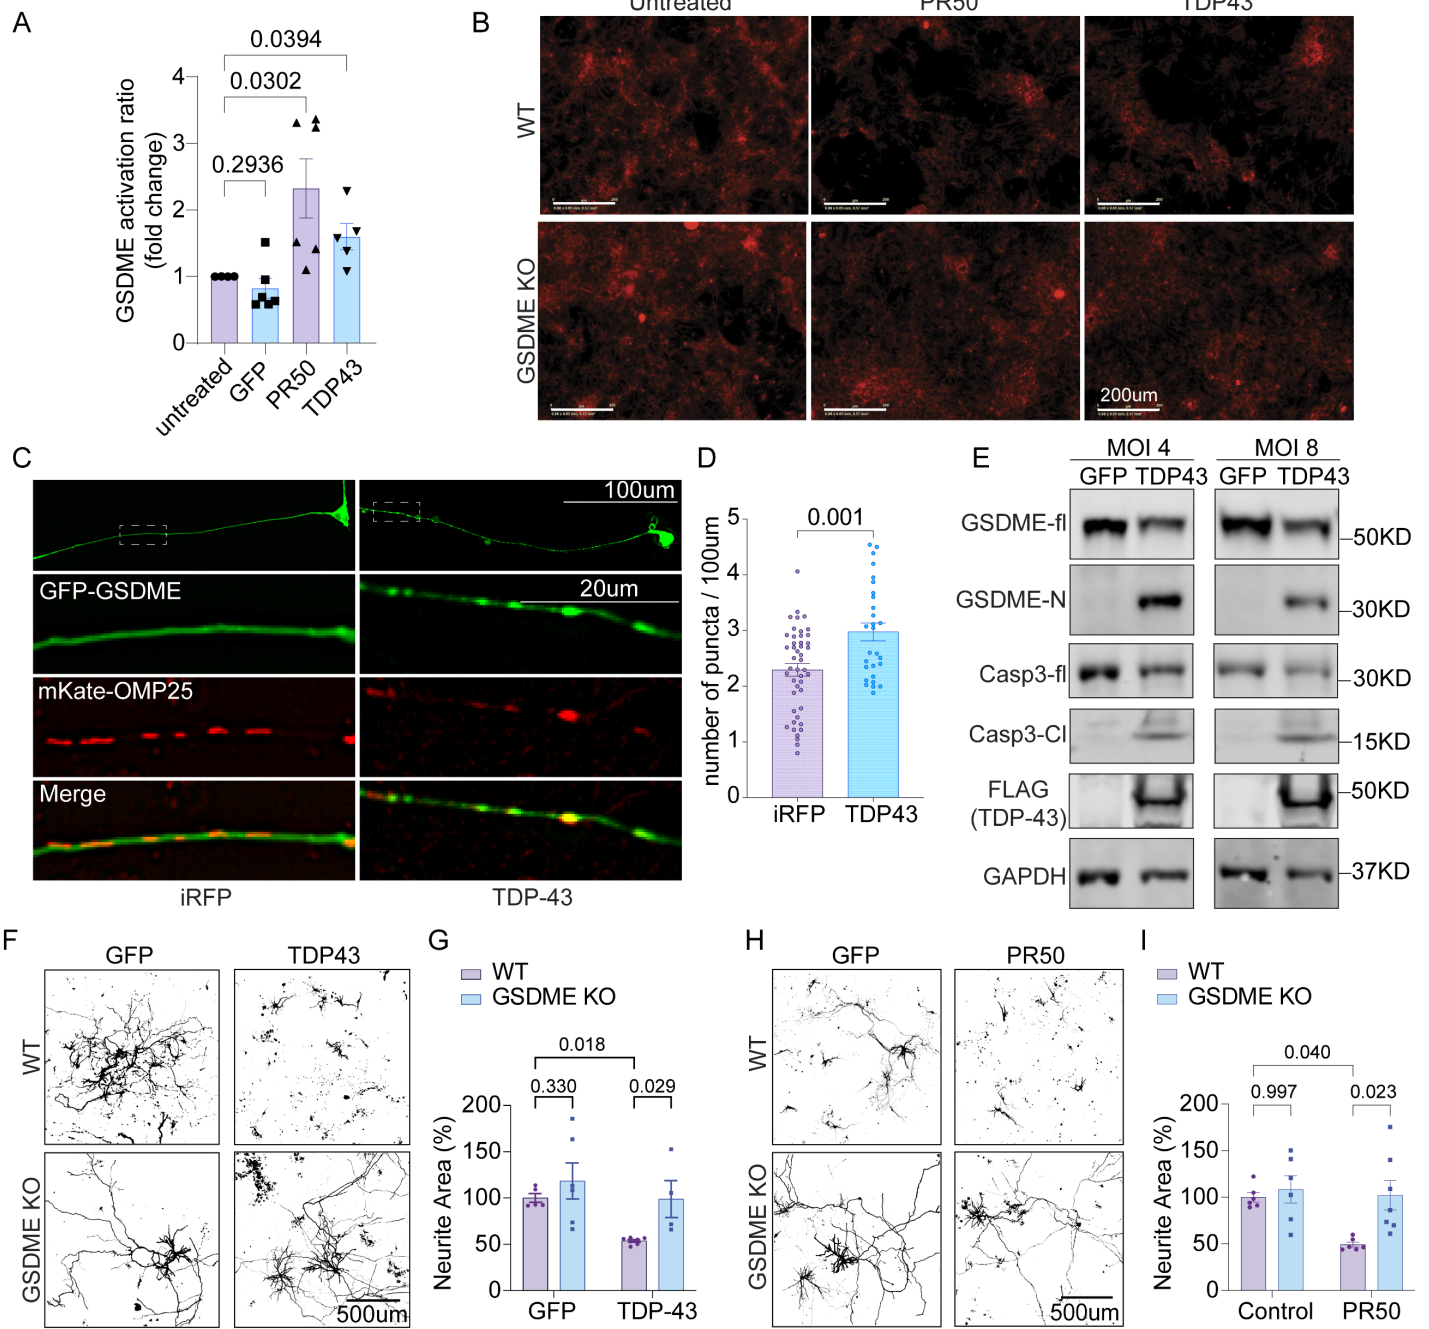 A
0.0394
0.0302
0.2936
GSDME activation ratio
(fold change)
4
3
2
1
0
untreated
GFP
PR50
TDP43
B
Untreated
PR50
TDP43
WT
GSDME KO
200um
C
100um
GFP-GSDME
20um
mKate-OMP25
Merge
iRFP
TDP-43
D
number of puncta / 100um
5
4
3
2
1
0
0.001
iRFP
TDP43
E
MOI 4
MOI 8
GFP TDP43
GFP TDP43
GSDME-fl
50KD
GSDME-N
30KD
Casp3-fl
30KD
Casp3-Cl
15KD
FLAG
(TDP-43)
50KD
GAPDH
37KD
F
GFP
TDP43
WT
GSDME KO
500um
G
WT
GSDME KO
0.018
0.330
0.029
Neurite Area (%)
200
150
100
50
0
GFP
TDP-43
H
GFP
PR50
WT
GSDME KO
500um
I
WT
GSDME KO
0.040
0.997
0.023
Neurite Area (%)
200
150
100
50
0
Control
PR50